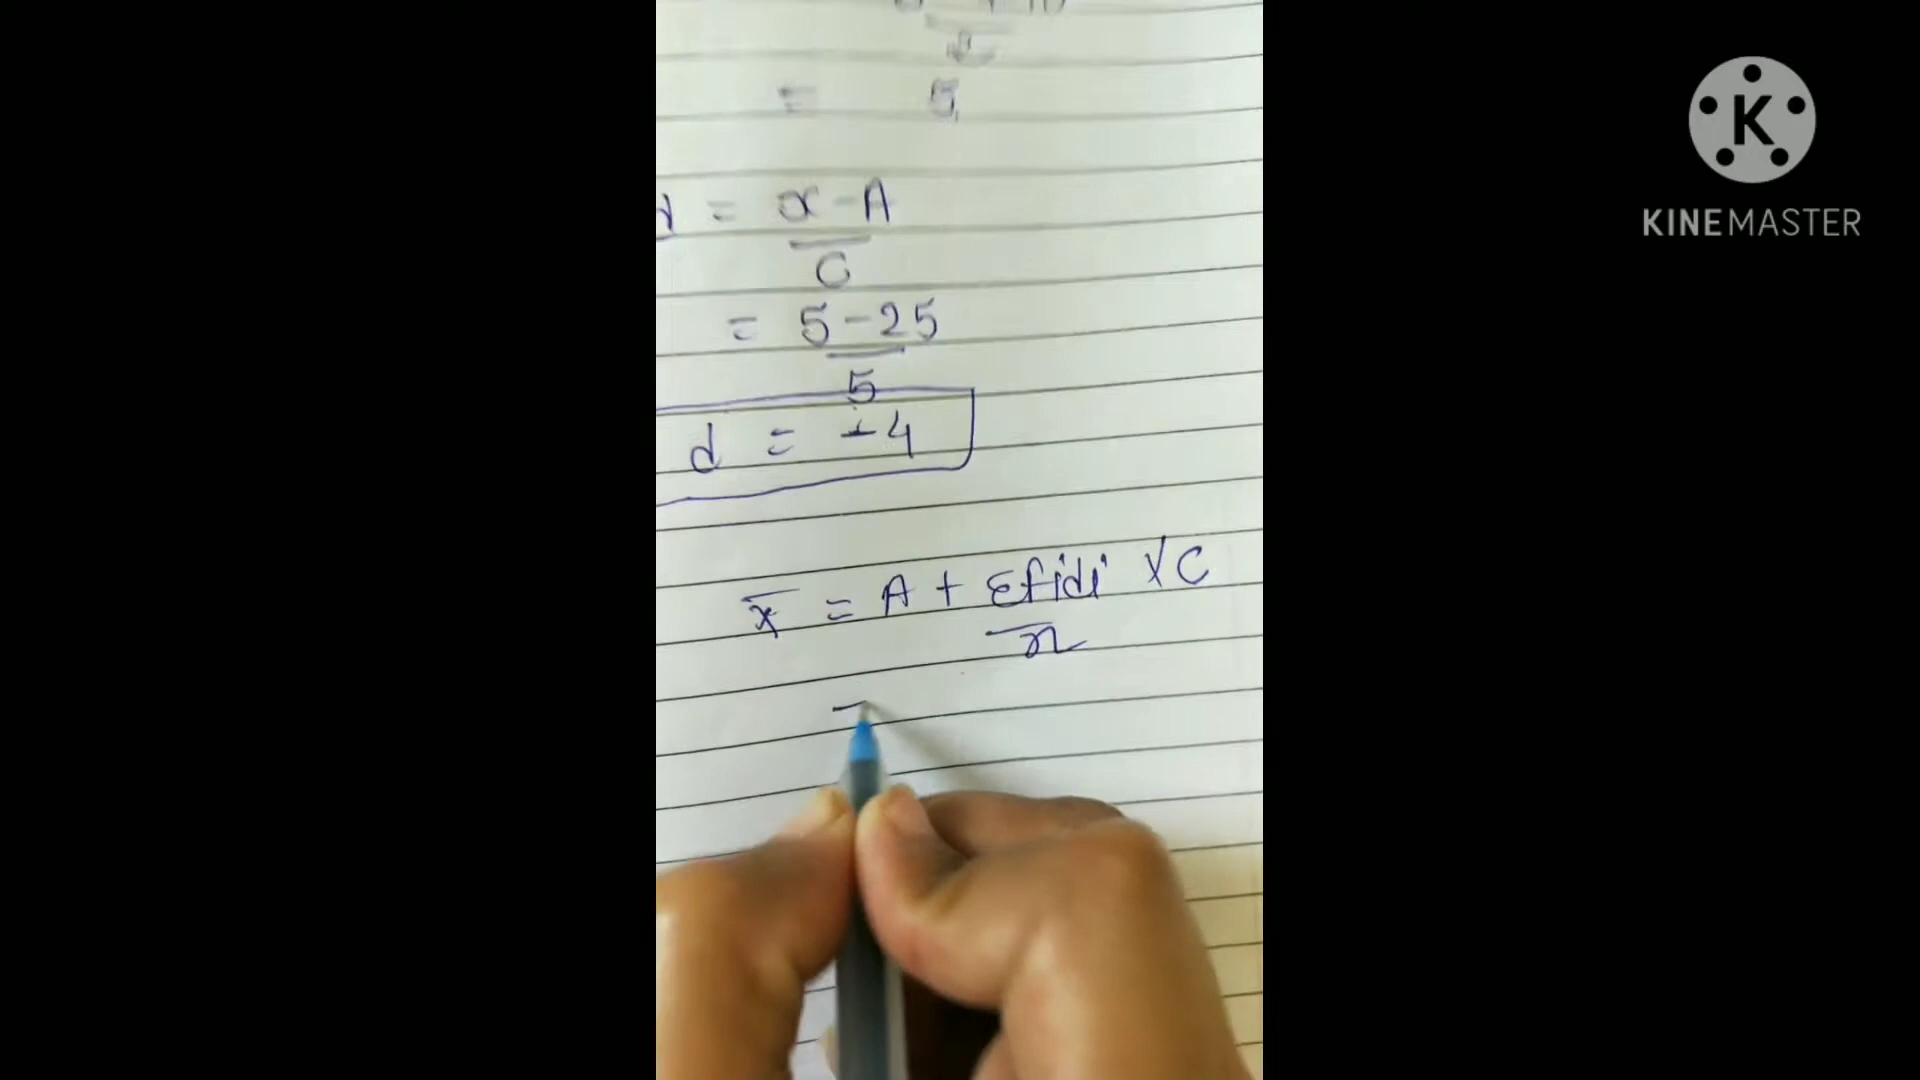 = 5
d = x - A
C
= 5 - 25
5
d = -4
x̄ = A + Σfidi × C
n
K
KINEMASTER